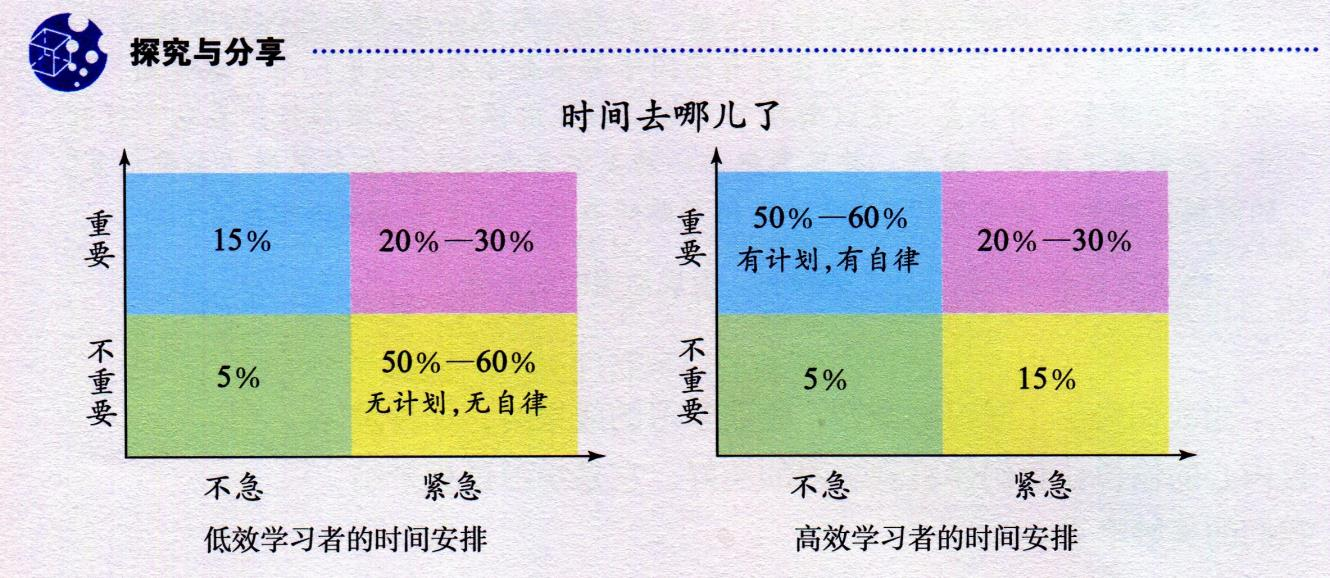 探究与分享
时间去哪儿了
重要
15%
20%—30%
不重要
5%
50%—60%
无计划,无自律
不急
紧急
低效学习者的时间安排
重要
50%—60%
有计划,有自律
20%—30%
不重要
5%
15%
不急
紧急
高效学习者的时间安排